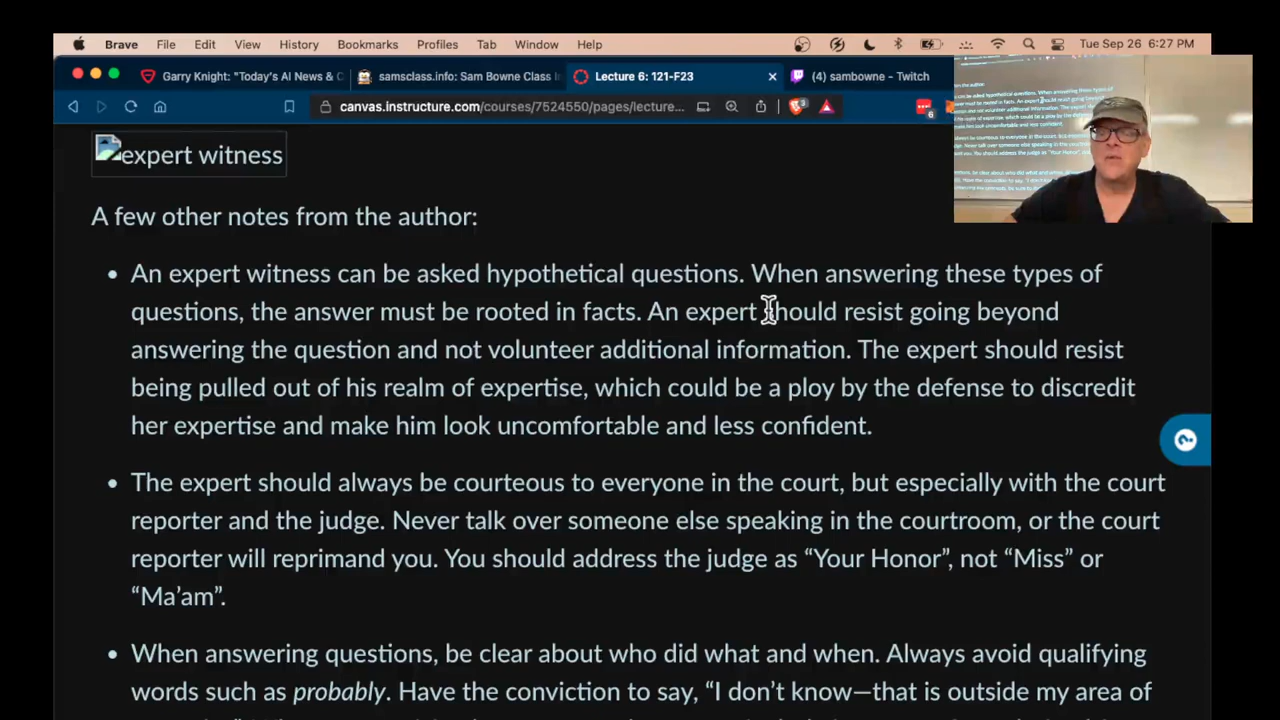 Brave File Edit View History Bookmarks Profiles Tab Window Help Tue Sep 26 6:27 PM
Garry Knight: "Today's AI News & C samsclass.info: Sam Bowne Class I Lecture 6: 121-F23 (4) sambowne - Twitch
canvas.instructure.com/courses/7524550/pages/lecture... 3 6
expert witness
A few other notes from the author:
• An expert witness can be asked hypothetical questions. When answering these types of
questions, the answer must be rooted in facts. An expert should resist going beyond
answering the question and not volunteer additional information. The expert should resist
being pulled out of his realm of expertise, which could be a ploy by the defense to discredit
her expertise and make him look uncomfortable and less confident.
• The expert should always be courteous to everyone in the court, but especially with the court
reporter and the judge. Never talk over someone else speaking in the courtroom, or the court
reporter will reprimand you. You should address the judge as “Your Honor”, not “Miss” or
“Ma’am”.
• When answering questions, be clear about who did what and when. Always avoid qualifying
words such as probably. Have the conviction to say, “I don’t know—that is outside my area of